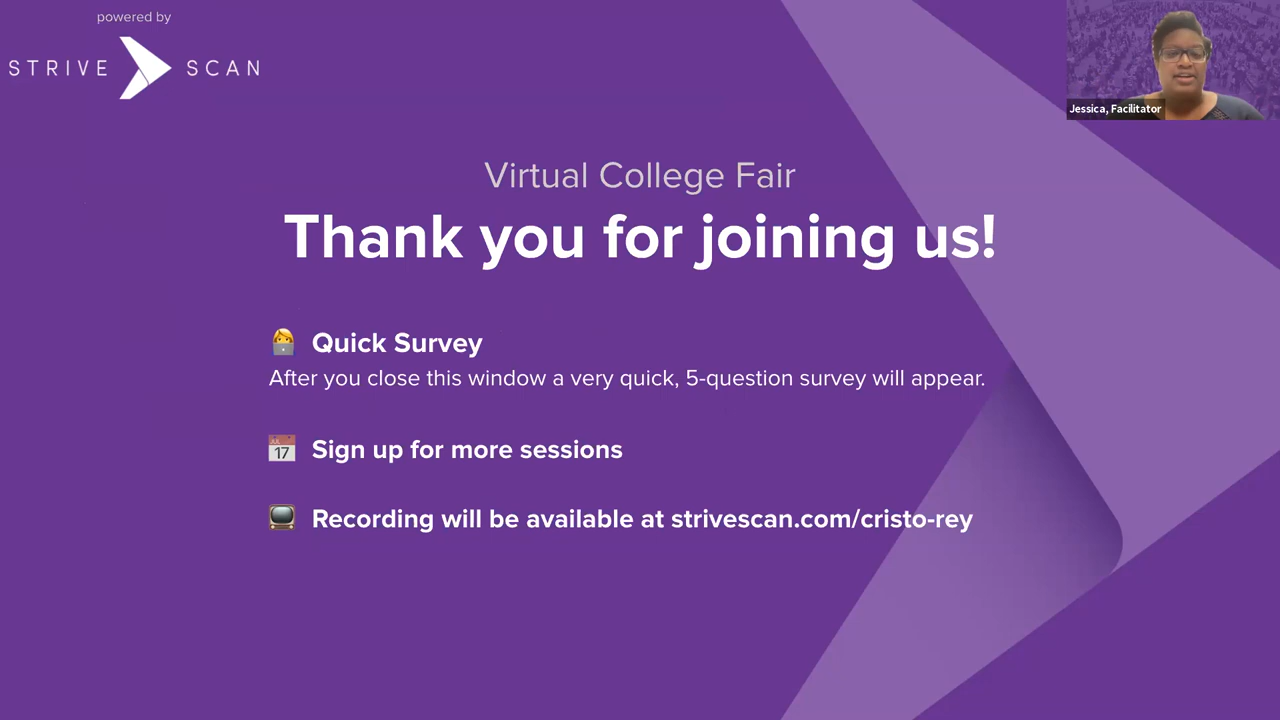 powered by
STRIVE SCAN
Jessica, Facilitator
Virtual College Fair
Thank you for joining us!
Quick Survey
After you close this window a very quick, 5-question survey will appear.
JUL
17
Sign up for more sessions
Recording will be available at strivescan.com/cristo-rey